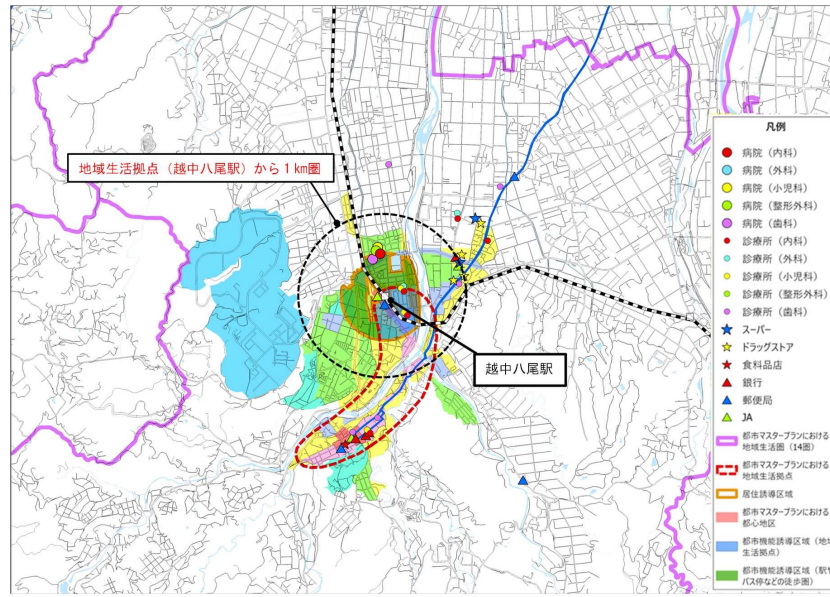 地域生活拠点（越中八尾駅）から１km圏
越中八尾駅
凡例
病院（内科）
病院（外科）
病院（小児科）
病院（整形外科）
病院（歯科）
診療所（内科）
診療所（外科）
診療所（小児科）
診療所（整形外科）
診療所（歯科）
スーパー
ドラッグストア
食料品店
銀行
郵便局
JA
都市マスタープランにおける
地域生活圏（14圏）
都市マスタープランにおける
地域生活拠点
居住誘導区域
都市マスタープランにおける
都心地区
都市機能誘導区域（地域
生活拠点）
都市機能誘導区域（駅や
バス停などの徒歩圏）